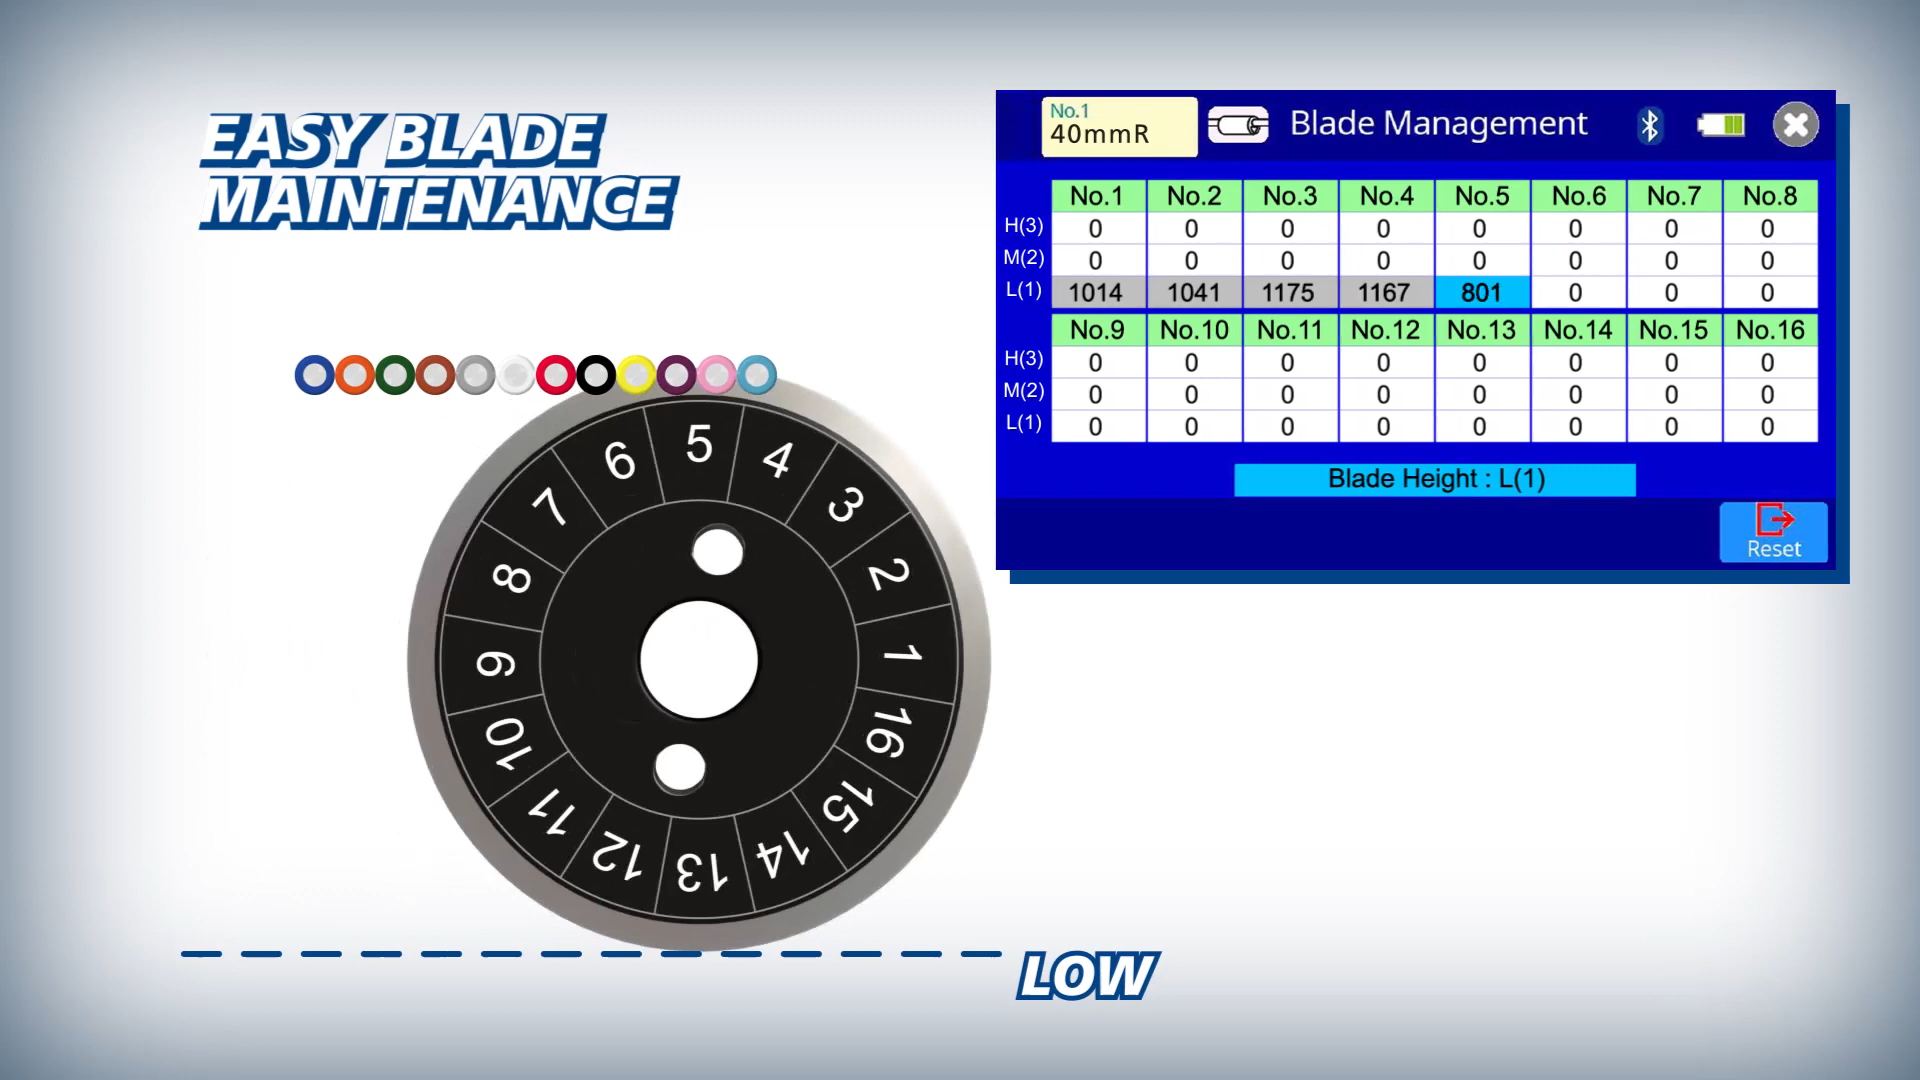 EASY BLADE
MAINTENANCE
No.1
40mmR
Blade Management
No.1 No.2 No.3 No.4 No.5 No.6 No.7 No.8
H(3) 0 0 0 0 0 0 0 0
M(2) 0 0 0 0 0 0 0 0
L(1) 1014 1041 1175 1167 801 0 0 0
No.9 No.10 No.11 No.12 No.13 No.14 No.15 No.16
H(3) 0 0 0 0 0 0 0 0
M(2) 0 0 0 0 0 0 0 0
L(1) 0 0 0 0 0 0 0 0
Blade Height : L(1)
Reset
1
2
3
4
5
6
7
8
9
10
11
12
13
14
15
16
LOW